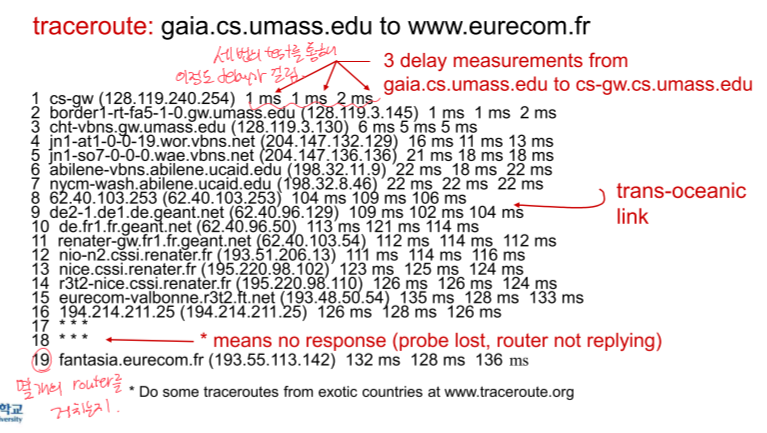 traceroute: gaia.cs.umass.edu to www.eurecom.fr
세번의 test를 통해
이정도 delay가 걸림.
3 delay measurements from
gaia.cs.umass.edu to cs-gw.cs.umass.edu
1 cs-gw (128.119.240.254) 1 ms 1 ms 2 ms
2 border1-rt-fa5-1-0.gw.umass.edu (128.119.3.145) 1 ms 1 ms 2 ms
3 cht-vbns.gw.umass.edu (128.119.3.130) 6 ms 5 ms 5 ms
4 jn1-at1-0-0-19.wor.vbns.net (204.147.132.129) 16 ms 11 ms 13 ms
5 jn1-so7-0-0-0.wae.vbns.net (204.147.136.136) 21 ms 18 ms 18 ms
6 abilene-vbns.abilene.ucaid.edu (198.32.11.9) 22 ms 18 ms 22 ms
7 nycm-wash.abilene.ucaid.edu (198.32.8.46) 22 ms 22 ms 22 ms
8 62.40.103.253 (62.40.103.253) 104 ms 109 ms 106 ms
trans-oceanic
link
9 de2-1.de1.de.geant.net (62.40.96.129) 109 ms 102 ms 104 ms
10 de.fr1.fr.geant.net (62.40.96.50) 113 ms 121 ms 114 ms
11 renater-gw.fr1.fr.geant.net (62.40.103.54) 112 ms 114 ms 112 ms
12 nio-n2.cssi.renater.fr (193.51.206.13) 111 ms 114 ms 116 ms
13 nice.cssi.renater.fr (195.220.98.102) 123 ms 125 ms 124 ms
14 r3t2-nice.cssi.renater.fr (195.220.98.110) 126 ms 126 ms 124 ms
15 eurecom-valbonne.r3t2.ft.net (193.48.50.54) 135 ms 128 ms 133 ms
16 194.214.211.25 (194.214.211.25) 126 ms 128 ms 126 ms
17 * * *
18 * * *
* means no response (probe lost, router not replying)
19 fantasia.eurecom.fr (193.55.113.142) 132 ms 128 ms 136 ms
몇개의 router를
거치는지.
* Do some traceroutes from exotic countries at www.traceroute.org
학교